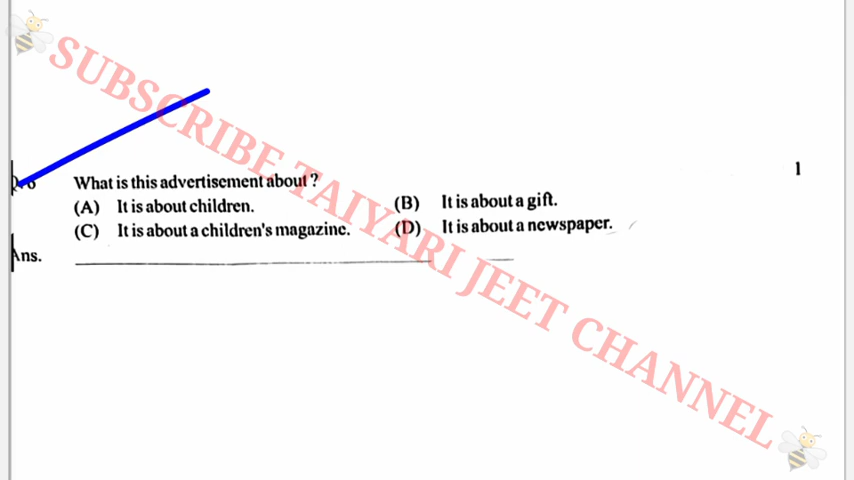 SUBSCRIBE TAIYARI JEET CHANNEL
1
What is this advertisement about ?
(A) It is about children. (B) It is about a gift.
(C) It is about a children's magazine. (D) It is about a newspaper.
Ans.